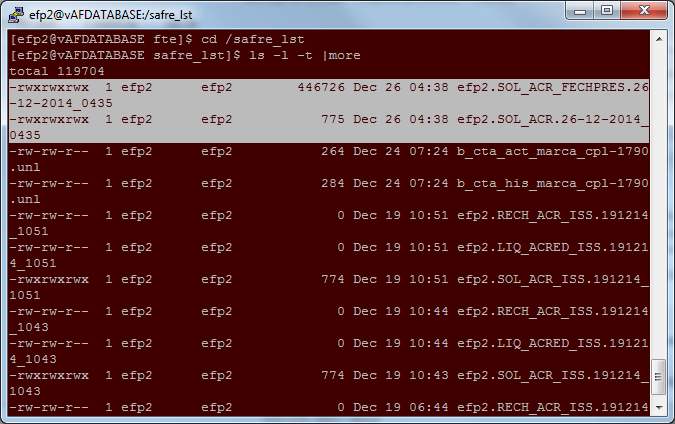 efp2@vAFDATABASE:/safre_lst
[efp2@vAFDATABASE fte]$ cd /safre_lst
[efp2@vAFDATABASE safre_lst]$ ls -l -t |more
total 119704
-rwxrwxrwx 1 efp2 efp2 446726 Dec 26 04:38 efp2.SOL_ACR_FECHPRES.26
-12-2014_0435
-rwxrwxrwx 1 efp2 efp2 775 Dec 26 04:38 efp2.SOL_ACR.26-12-2014_
0435
-rw-rw-r-- 1 efp2 efp2 264 Dec 24 07:24 b_cta_act_marca_cpl-1790
.unl
-rw-rw-r-- 1 efp2 efp2 284 Dec 24 07:24 b_cta_his_marca_cpl-1790
.unl
-rw-rw-r-- 1 efp2 efp2 0 Dec 19 10:51 efp2.RECH_ACR_ISS.191214
_1051
-rw-rw-r-- 1 efp2 efp2 0 Dec 19 10:51 efp2.LIQ_ACRED_ISS.19121
4_1051
-rwxrwxrwx 1 efp2 efp2 774 Dec 19 10:51 efp2.SOL_ACR_ISS.191214_
1051
-rw-rw-r-- 1 efp2 efp2 0 Dec 19 10:44 efp2.RECH_ACR_ISS.191214
_1043
-rw-rw-r-- 1 efp2 efp2 0 Dec 19 10:44 efp2.LIQ_ACRED_ISS.19121
4_1043
-rwxrwxrwx 1 efp2 efp2 774 Dec 19 10:43 efp2.SOL_ACR_ISS.191214_
1043
-rw-rw-r-- 1 efp2 efp2 0 Dec 19 06:44 efp2.RECH_ACR_ISS.191214